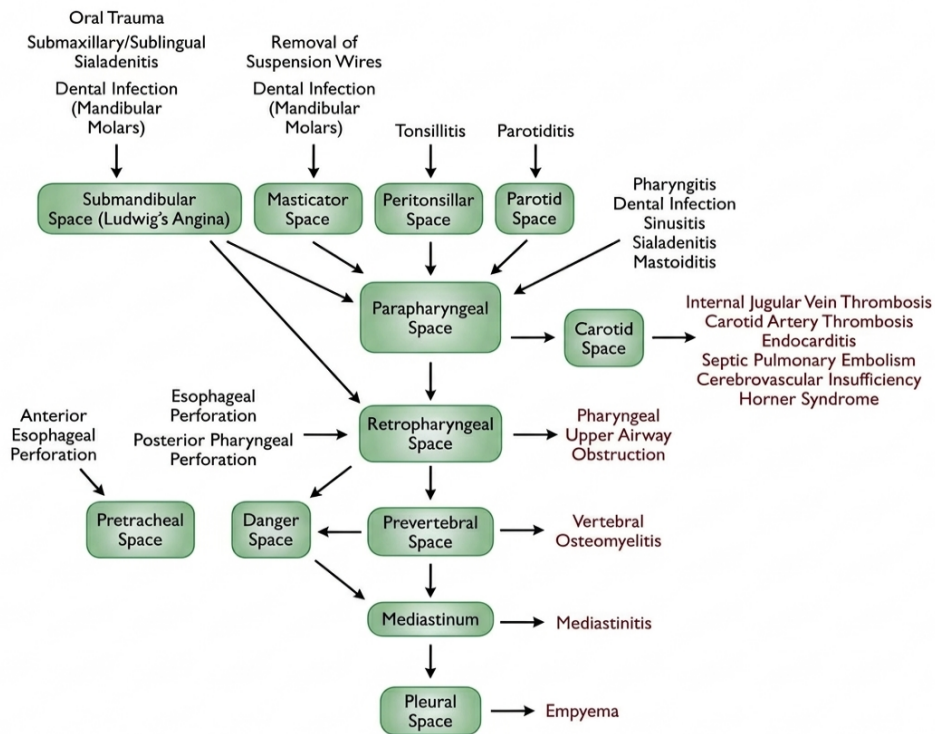 Oral Trauma
Submaxillary/Sublingual
Sialadenitis
Dental Infection
(Mandibular
Molars)
Removal of
Suspension Wires
Dental Infection
(Mandibular
Molars)
Tonsillitis
Parotiditis
Submandibular
Space (Ludwig's Angina)
Masticator
Space
Peritonsillar
Space
Parotid
Space
Pharyngitis
Dental Infection
Sinusitis
Sialadenitis
Mastoiditis
Parapharyngeal
Space
Carotid
Space
Internal Jugular Vein Thrombosis
Carotid Artery Thrombosis
Endocarditis
Septic Pulmonary Embolism
Cerebrovascular Insufficiency
Horner Syndrome
Anterior
Esophageal
Perforation
Esophageal
Perforation
Posterior Pharyngeal
Perforation
Retropharyngeal
Space
Pharyngeal
Upper Airway
Obstruction
Pretracheal
Space
Danger
Space
Prevertebral
Space
Vertebral
Osteomyelitis
Mediastinum
Mediastinitis
Pleural
Space
Empyema